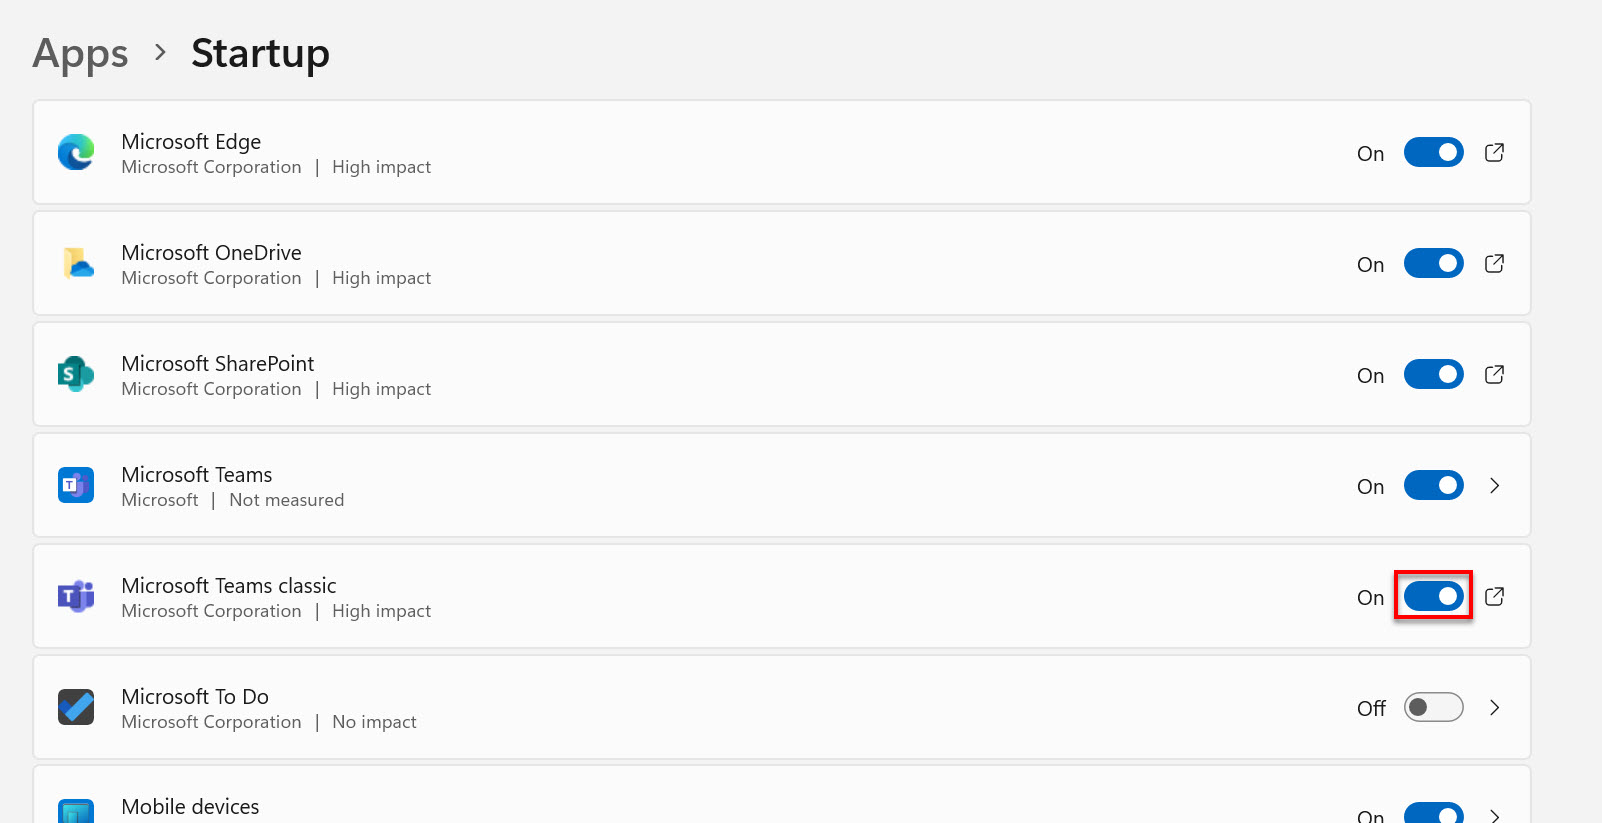 Apps > Startup
Microsoft Edge
Microsoft Corporation | High impact
On
Microsoft OneDrive
Microsoft Corporation | High impact
On
Microsoft SharePoint
Microsoft Corporation | High impact
On
Microsoft Teams
Microsoft | Not measured
On
Microsoft Teams classic
Microsoft Corporation | High impact
On
Microsoft To Do
Microsoft Corporation | No impact
Off
Mobile devices
On